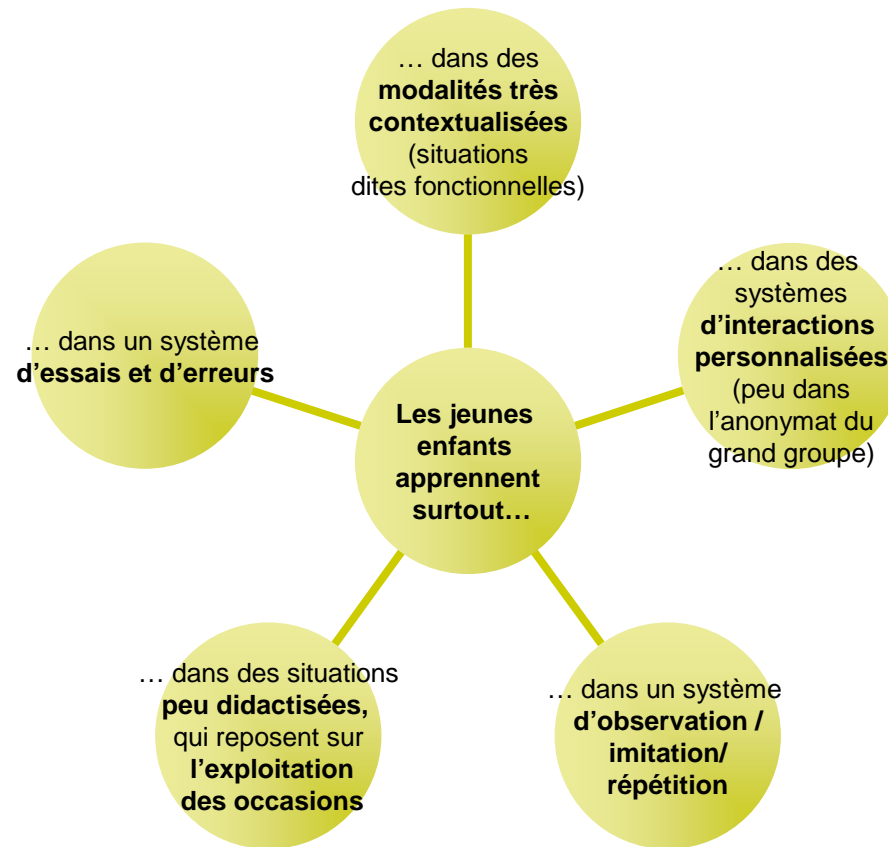 … dans des
modalités très
contextualisées
(situations
dites fonctionnelles)
… dans des
systèmes
d’interactions
personnalisées
(peu dans
l’anonymat du
grand groupe)
… dans un système
d’essais et d’erreurs
Les jeunes
enfants
apprennent
surtout…
… dans des situations
peu didactisées,
qui reposent sur
l’exploitation
des occasions
… dans un système
d’observation /
imitation/
répétition